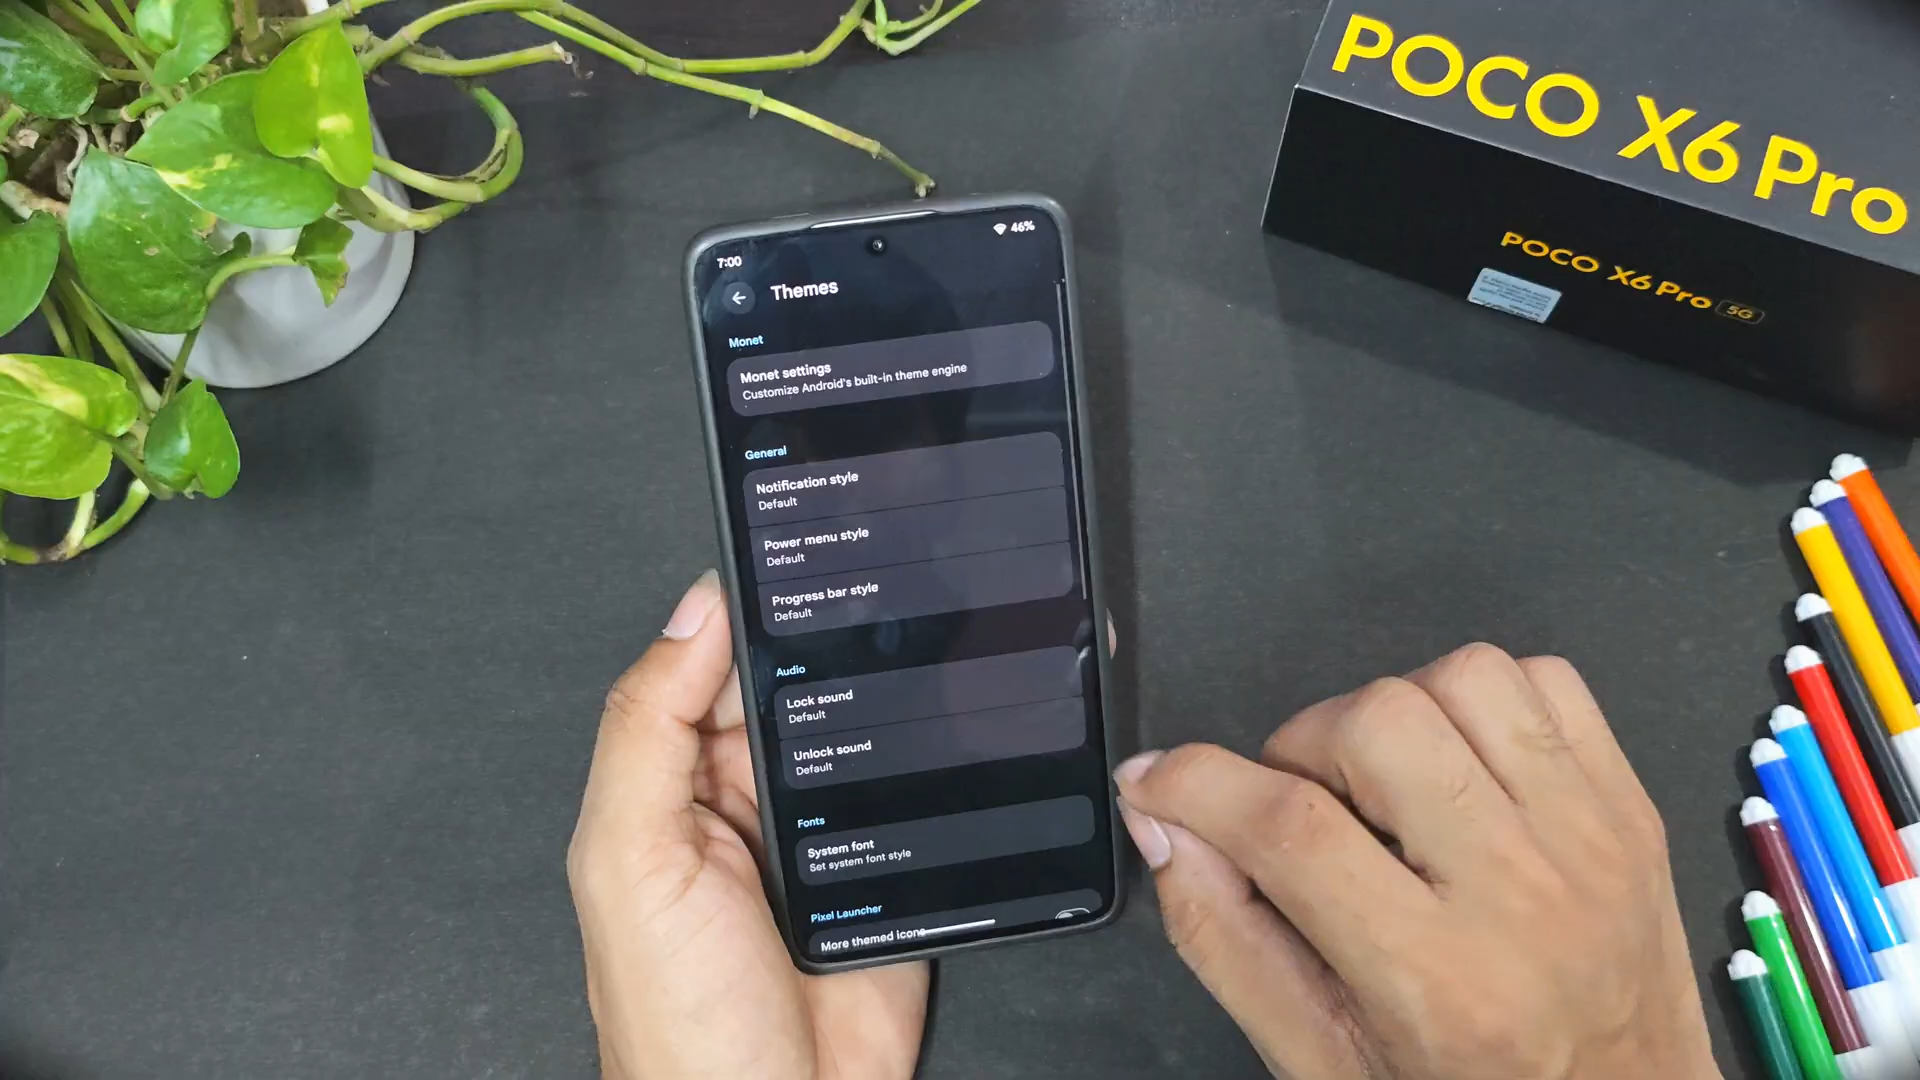 POCO X6 Pro
POCO X6 Pro 5G
7:00
46%
Themes
Monet
Monet settings
Customize Android's built-in theme engine
General
Notification style
Default
Power menu style
Default
Progress bar style
Default
Audio
Lock sound
Default
Unlock sound
Default
Fonts
System font
Set system font style
Pixel Launcher
More themed icons